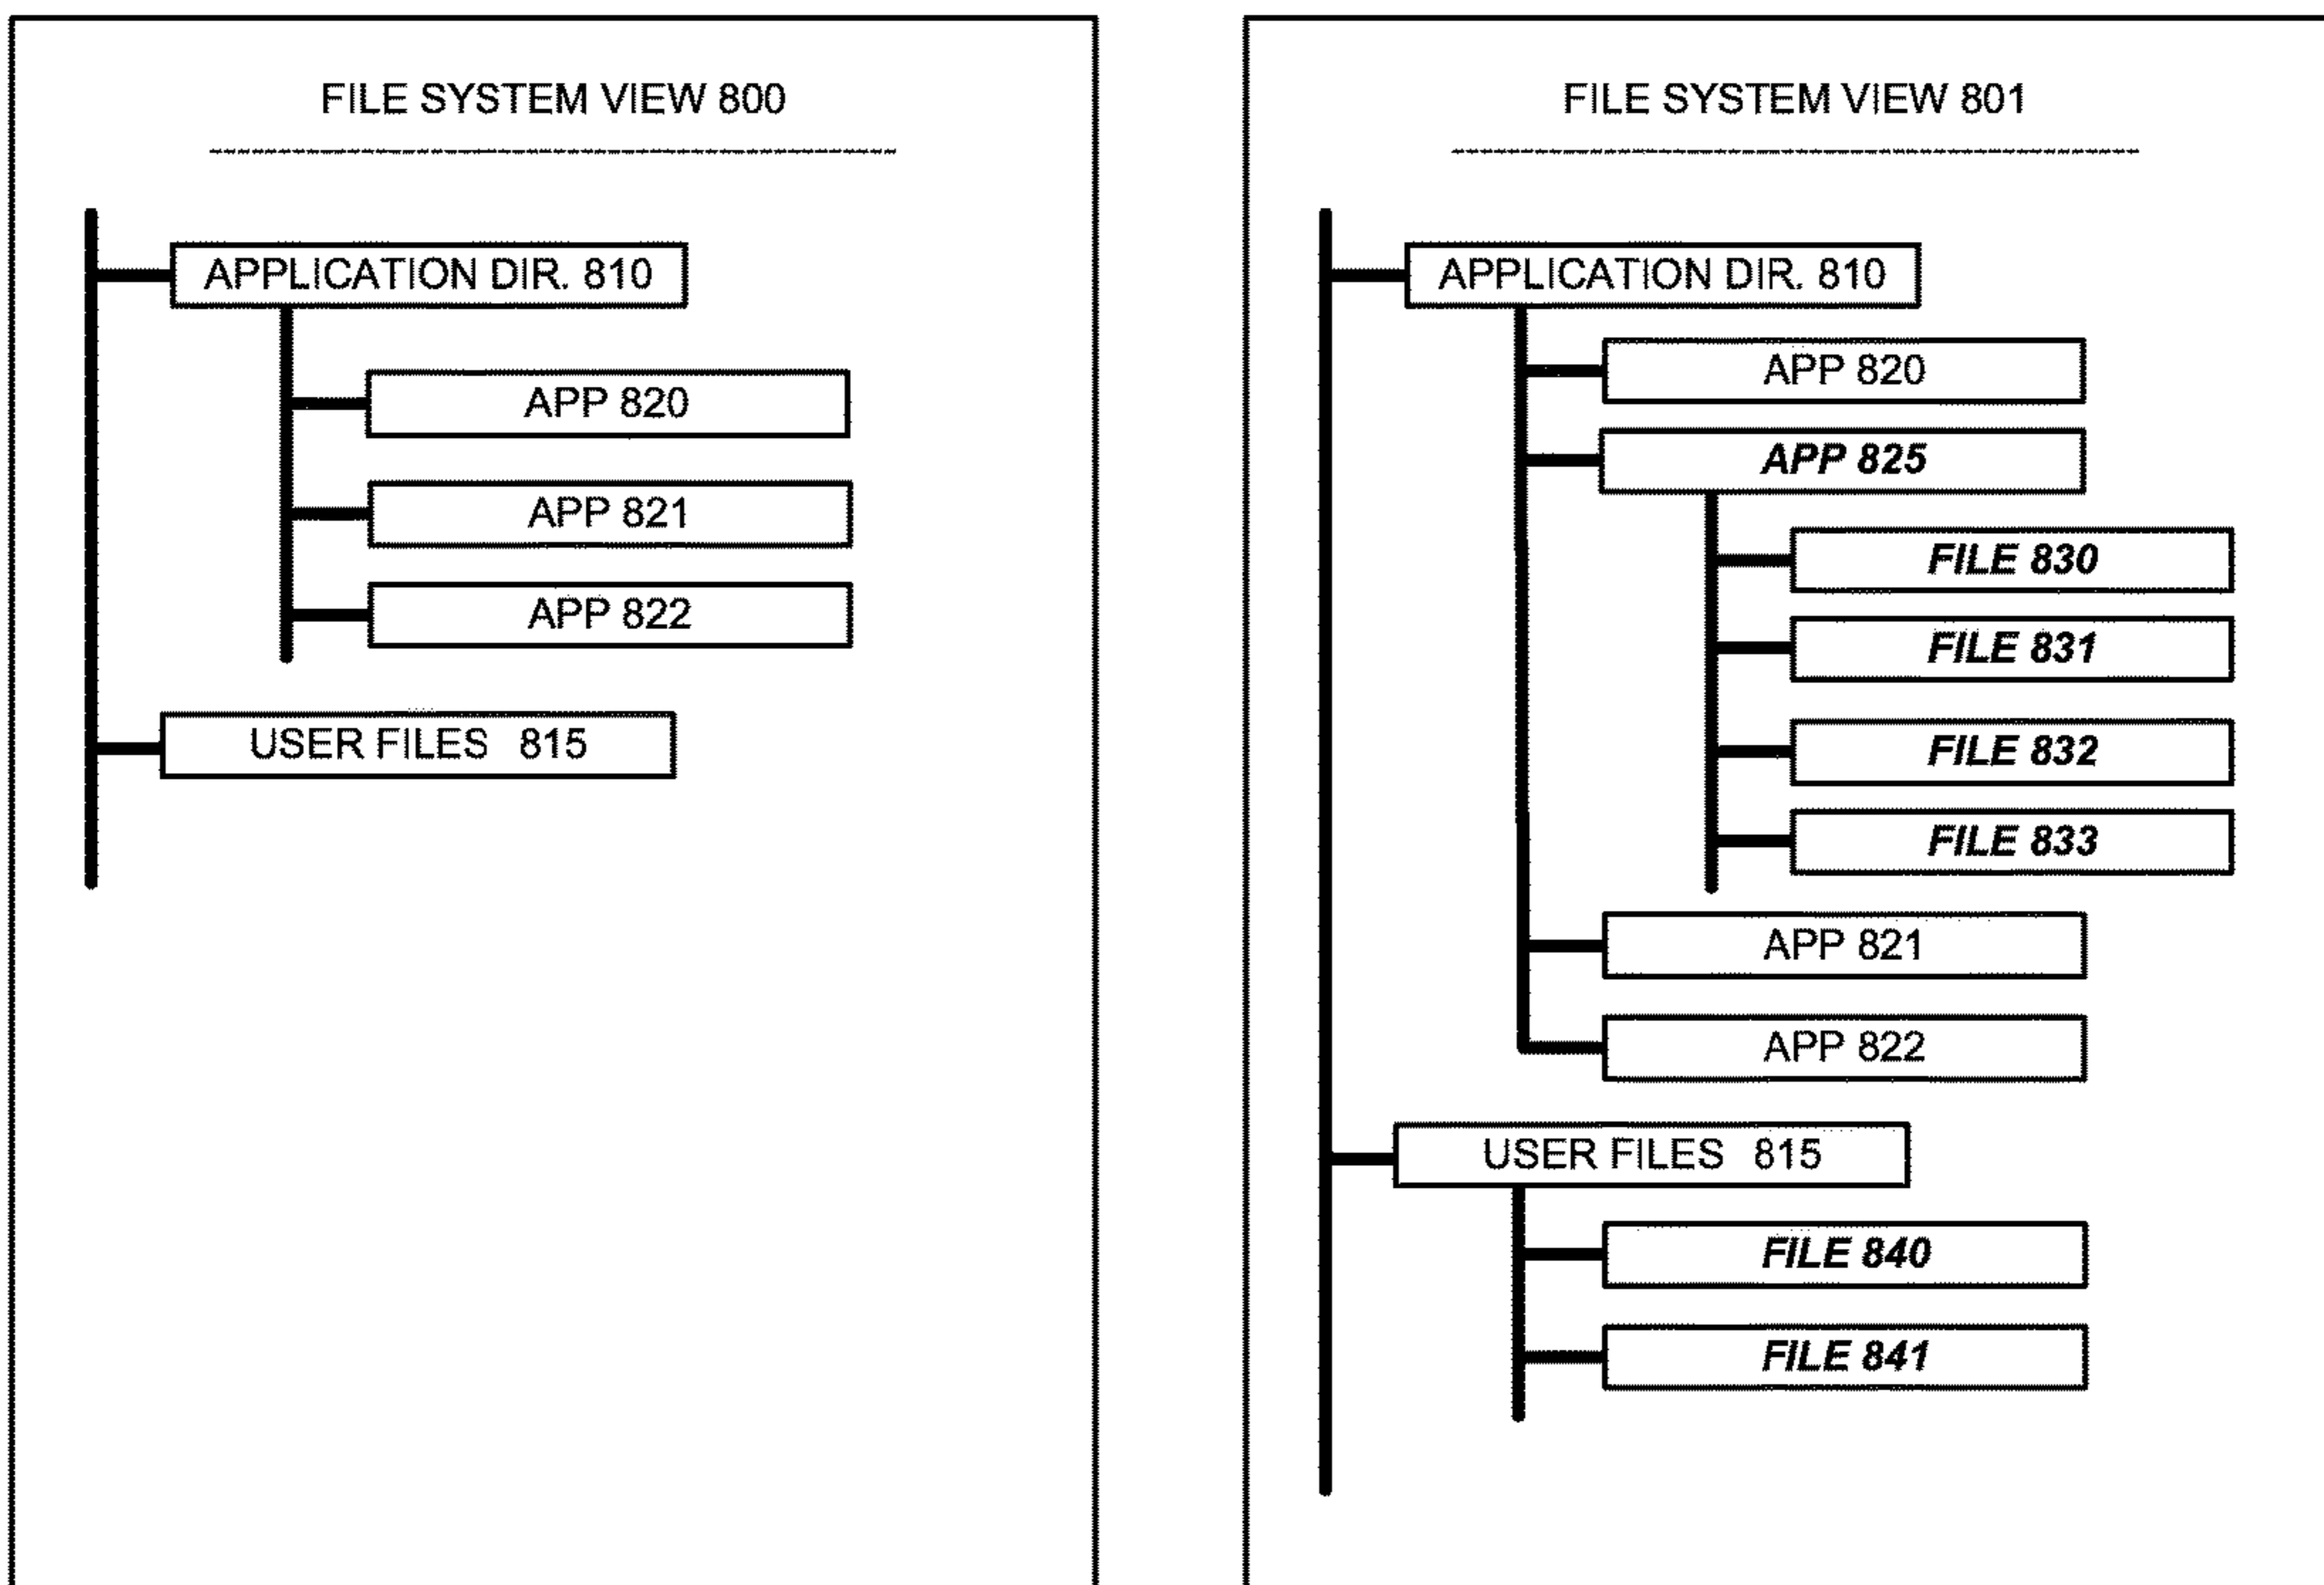 FILE SYSTEM VIEW 800
APPLICATION DIR. 810
APP 820
APP 821
APP 822
USER FILES 815
FILE SYSTEM VIEW 801
APPLICATION DIR. 810
APP 820
APP 825
FILE 830
FILE 831
FILE 832
FILE 833
APP 821
APP 822
USER FILES 815
FILE 840
FILE 841